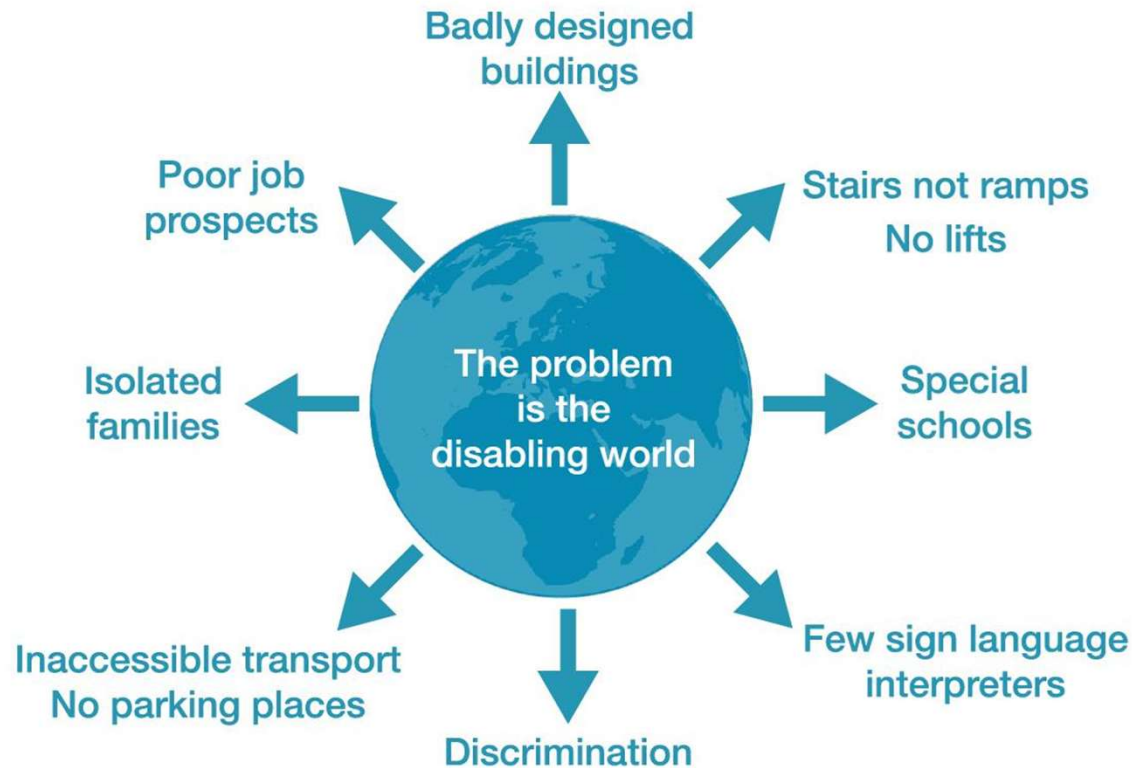 Badly designed
buildings
Poor job
prospects
Stairs not ramps
No lifts
Isolated
families
The problem
is the
disabling world
Special
schools
Inaccessible transport
No parking places
Few sign language
interpreters
Discrimination